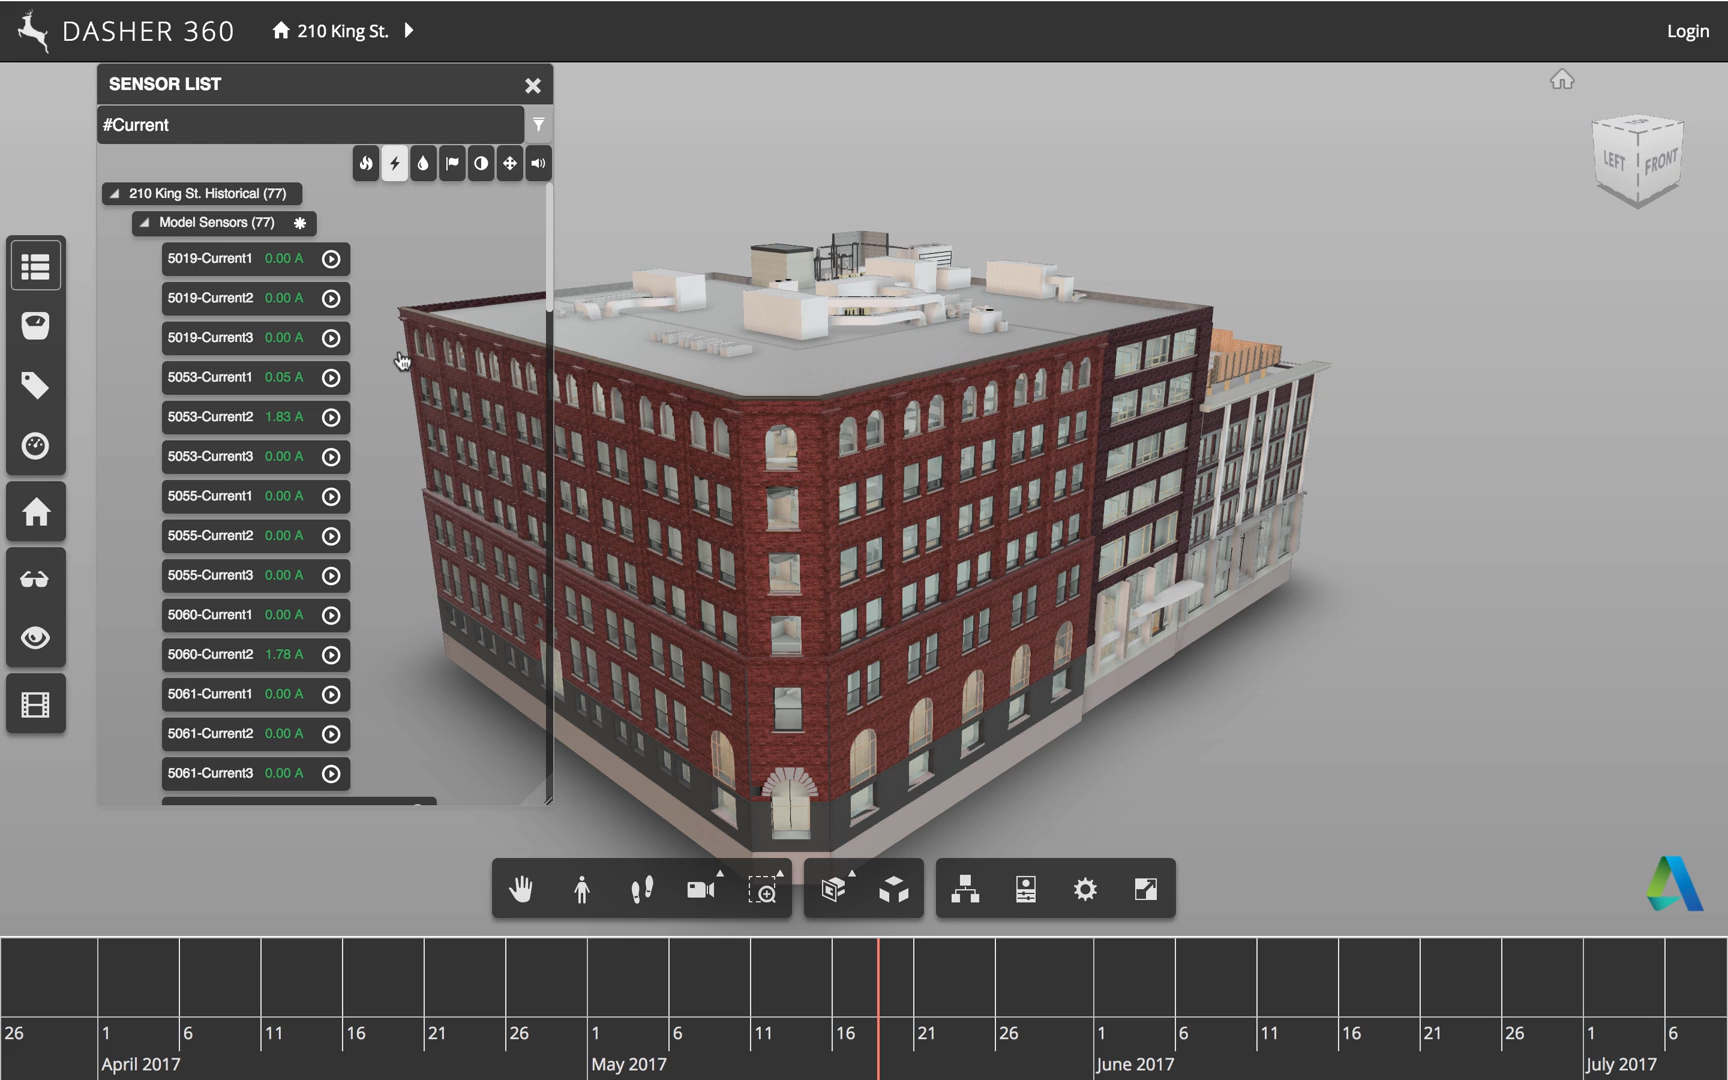 DASHER 360
210 King St.
Login
SENSOR LIST
#Current
210 King St. Historical (77)
Model Sensors (77)
5019-Current1 0.00 A
5019-Current2 0.00 A
5019-Current3 0.00 A
5053-Current1 0.05 A
5053-Current2 1.83 A
5053-Current3 0.00 A
5055-Current1 0.00 A
5055-Current2 0.00 A
5055-Current3 0.00 A
5060-Current1 0.00 A
5060-Current2 1.78 A
5061-Current1 0.00 A
5061-Current2 0.00 A
5061-Current3 0.00 A
TOP
LEFT
FRONT
26 1 6 11 16 21 26 1 6 11 16 21 26 1 6 11 16 21 26 1 6
April 2017 May 2017 June 2017 July 2017